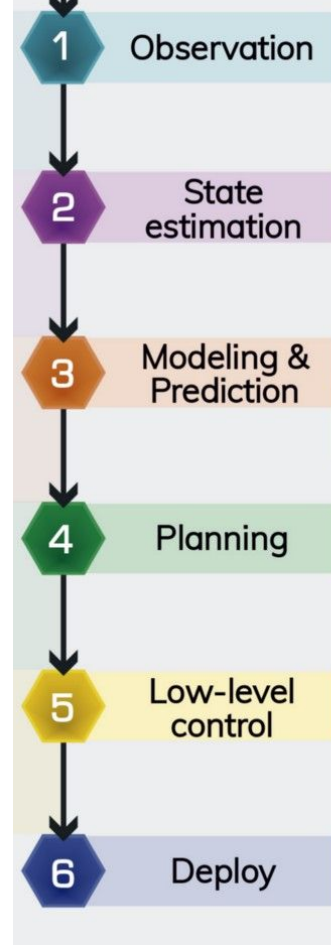 1 Observation
2 State
estimation
3 Modeling &
Prediction
4 Planning
5 Low-level
control
6 Deploy